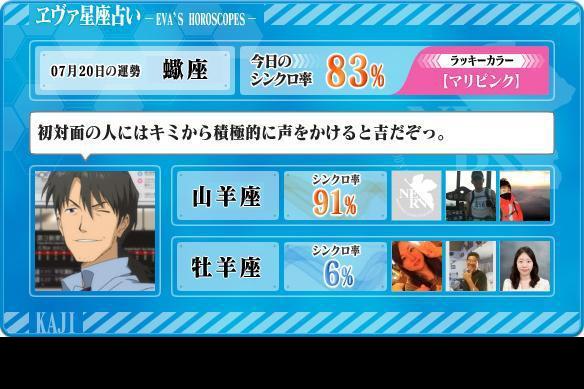 ヱヴァ星座占い －EVA`S HOROSCOPES－
07月20日の運勢 蠍座
今日の
シンクロ率
83%
ラッキーカラー
【マリピンク】
初対面の人にはキミから積極的に声をかけると吉だぞっ。
山羊座
シンクロ率
91%
NERV
牡羊座
シンクロ率
6%
KAJI